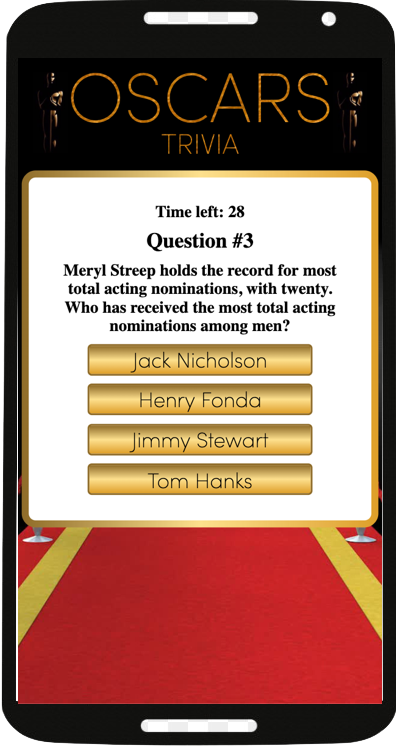 OSCARS
TRIVIA
Time left: 28
Question #3
Meryl Streep holds the record for most
total acting nominations, with twenty.
Who has received the most total acting
nominations among men?
Jack Nicholson
Henry Fonda
Jimmy Stewart
Tom Hanks